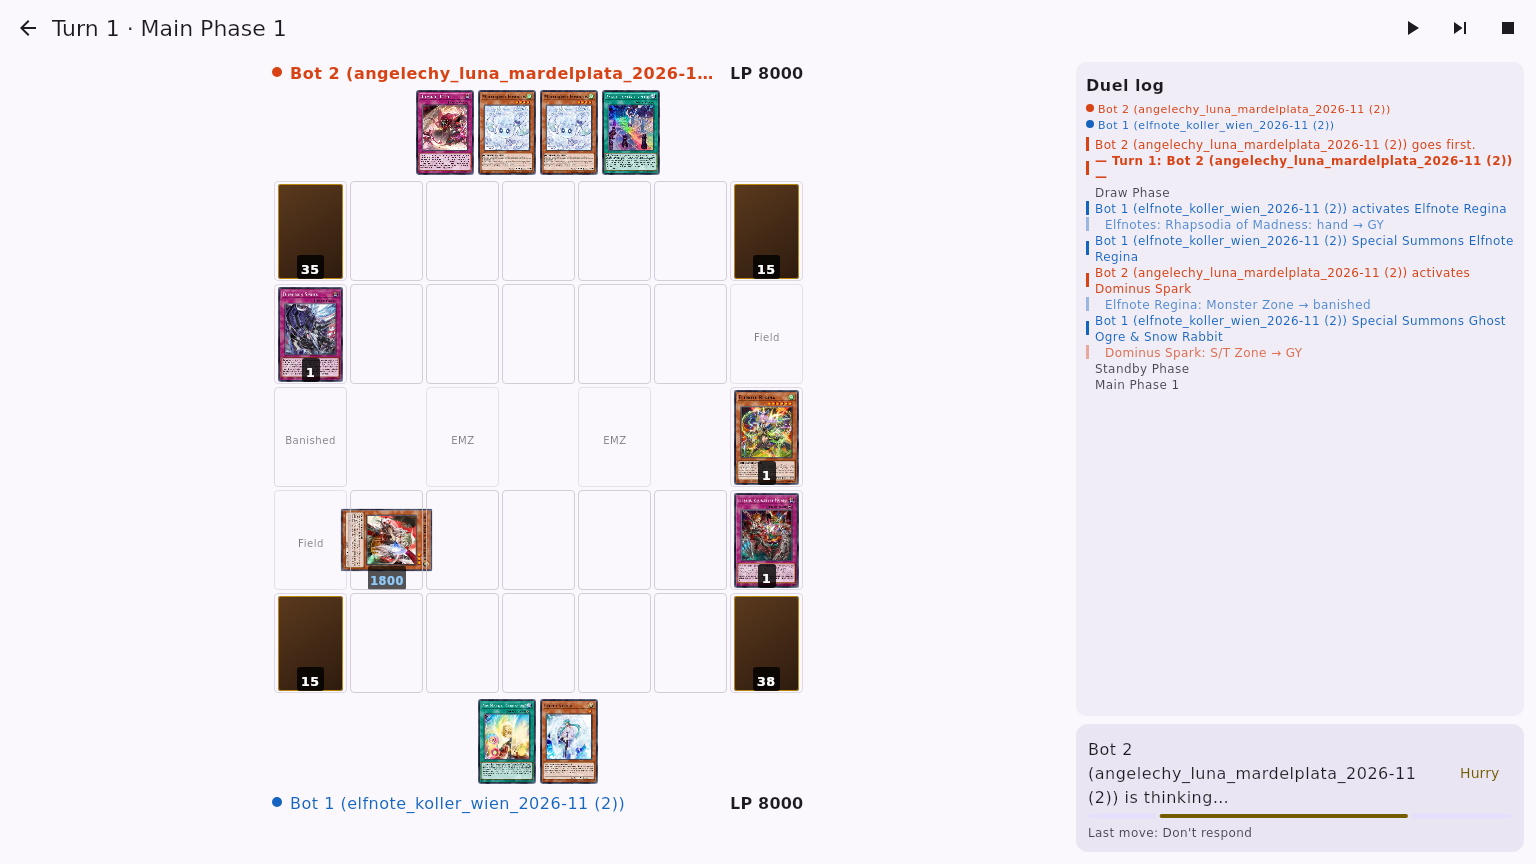 Turn 1 · Main Phase 1
Bot 2 (angelechy_luna_mardelplata_2026-1… LP 8000
35
15
1
Field
Banished
EMZ
EMZ
1
Field
1800
1
15
38
Bot 1 (elfnote_koller_wien_2026-11 (2)) LP 8000
Duel log
Bot 2 (angelechy_luna_mardelplata_2026-11 (2))
Bot 1 (elfnote_koller_wien_2026-11 (2))
Bot 2 (angelechy_luna_mardelplata_2026-11 (2)) goes first.
— Turn 1: Bot 2 (angelechy_luna_mardelplata_2026-11 (2))
—
Draw Phase
Bot 1 (elfnote_koller_wien_2026-11 (2)) activates Elfnote Regina
Elfnotes: Rhapsodia of Madness: hand → GY
Bot 1 (elfnote_koller_wien_2026-11 (2)) Special Summons Elfnote
Regina
Bot 2 (angelechy_luna_mardelplata_2026-11 (2)) activates
Dominus Spark
Elfnote Regina: Monster Zone → banished
Bot 1 (elfnote_koller_wien_2026-11 (2)) Special Summons Ghost
Ogre & Snow Rabbit
Dominus Spark: S/T Zone → GY
Standby Phase
Main Phase 1
Bot 2
(angelechy_luna_mardelplata_2026-11
(2)) is thinking…
Hurry
Last move: Don't respond